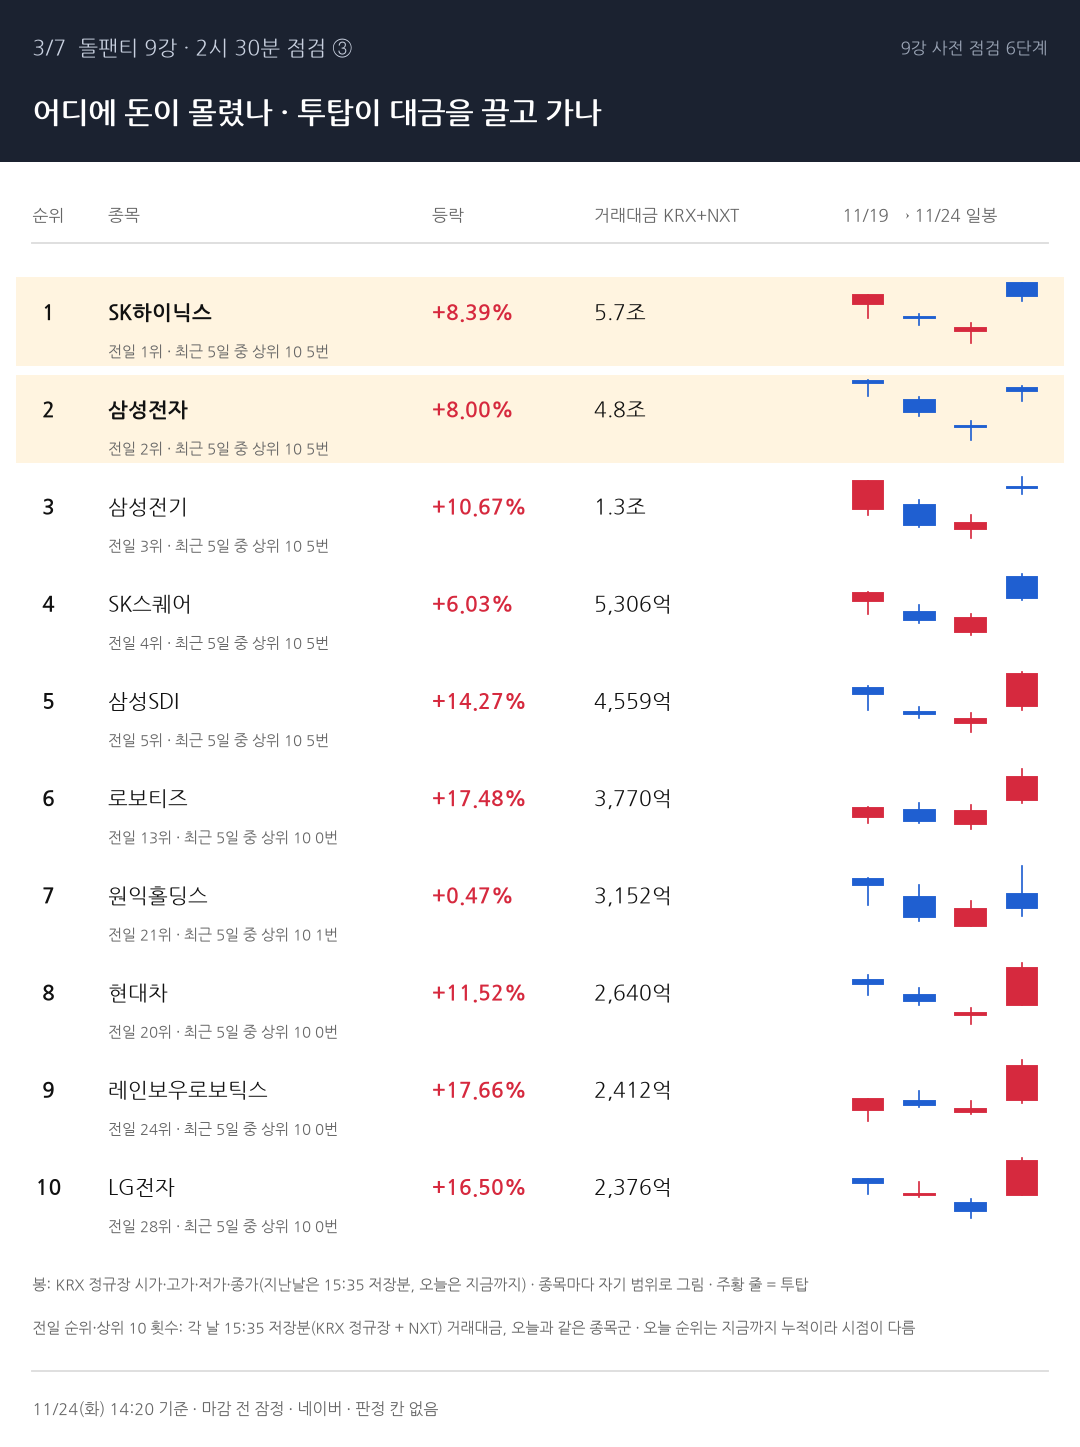 3/7 돌팬티 9강 · 2시 30분 점검 ③
9강 사전 점검 6단계
어디에 돈이 몰렸나 · 투탑이 대금을 끌고 가나
순위 종목 등락 거래대금 KRX+NXT 11/19 → 11/24 일봉
1 SK하이닉스 +8.39% 5.7조
전일 1위 · 최근 5일 중 상위 10 5번
2 삼성전자 +8.00% 4.8조
전일 2위 · 최근 5일 중 상위 10 5번
3 삼성전기 +10.67% 1.3조
전일 3위 · 최근 5일 중 상위 10 5번
4 SK스퀘어 +6.03% 5,306억
전일 4위 · 최근 5일 중 상위 10 5번
5 삼성SDI +14.27% 4,559억
전일 5위 · 최근 5일 중 상위 10 5번
6 로보티즈 +17.48% 3,770억
전일 13위 · 최근 5일 중 상위 10 0번
7 원익홀딩스 +0.47% 3,152억
전일 21위 · 최근 5일 중 상위 10 1번
8 현대차 +11.52% 2,640억
전일 20위 · 최근 5일 중 상위 10 0번
9 레인보우로보틱스 +17.66% 2,412억
전일 24위 · 최근 5일 중 상위 10 0번
10 LG전자 +16.50% 2,376억
전일 28위 · 최근 5일 중 상위 10 0번
봉: KRX 정규장 시가·고가·저가·종가(지난날은 15:35 저장분, 오늘은 지금까지) · 종목마다 자기 범위로 그림 · 주황 줄 = 투탑
전일 순위·상위 10 횟수: 각 날 15:35 저장분(KRX 정규장 + NXT) 거래대금, 오늘과 같은 종목군 · 오늘 순위는 지금까지 누적이라 시점이 다름
11/24(화) 14:20 기준 · 마감 전 잠정 · 네이버 · 판정 칸 없음